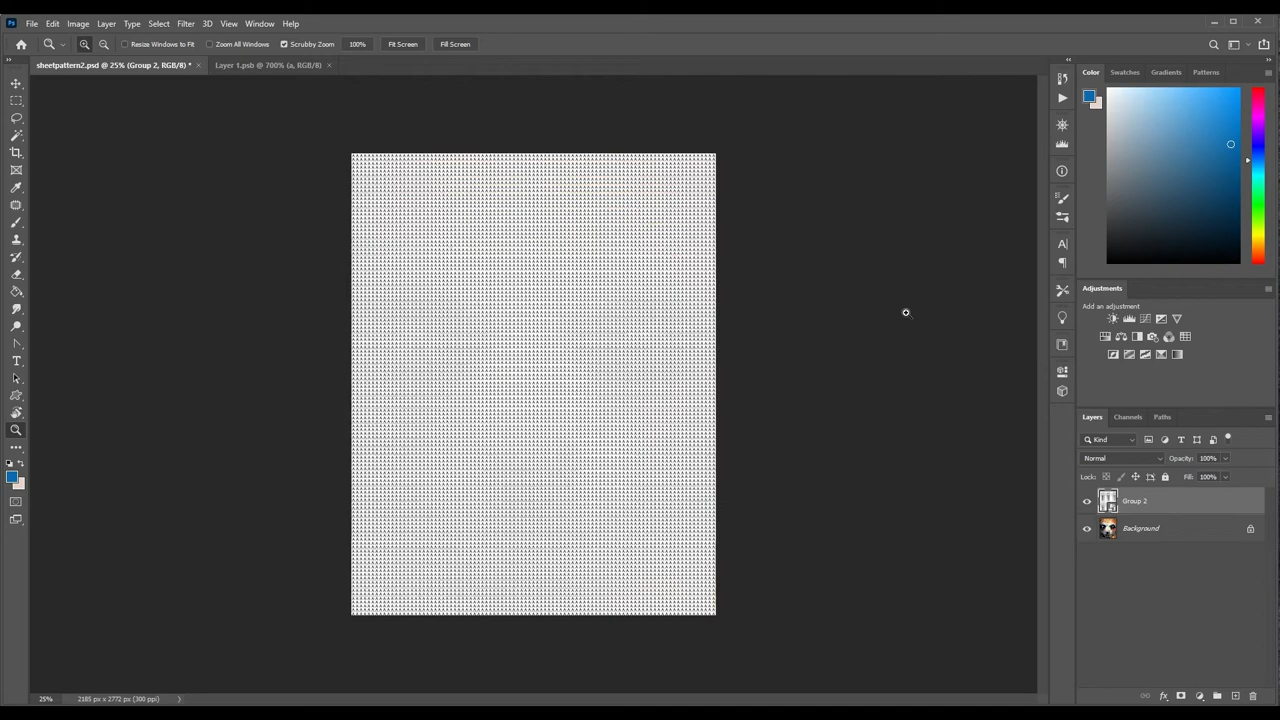 Ps File Edit Image Layer Type Select Filter 3D View Window Help
Resize Windows to Fit Zoom All Windows Scrubby Zoom 100% Fit Screen Fill Screen
sheetpattern2.psd @ 25% (Group 2, RGB/8) * × Layer 1.psb @ 700% (a, RGB/8) ×
Color Swatches Gradients Patterns
Adjustments
Add an adjustment
Layers Channels Paths
Kind
Normal Opacity: 100%
Lock: Fill: 100%
Group 2
Background
25% 2185 px x 2772 px (300 ppi)